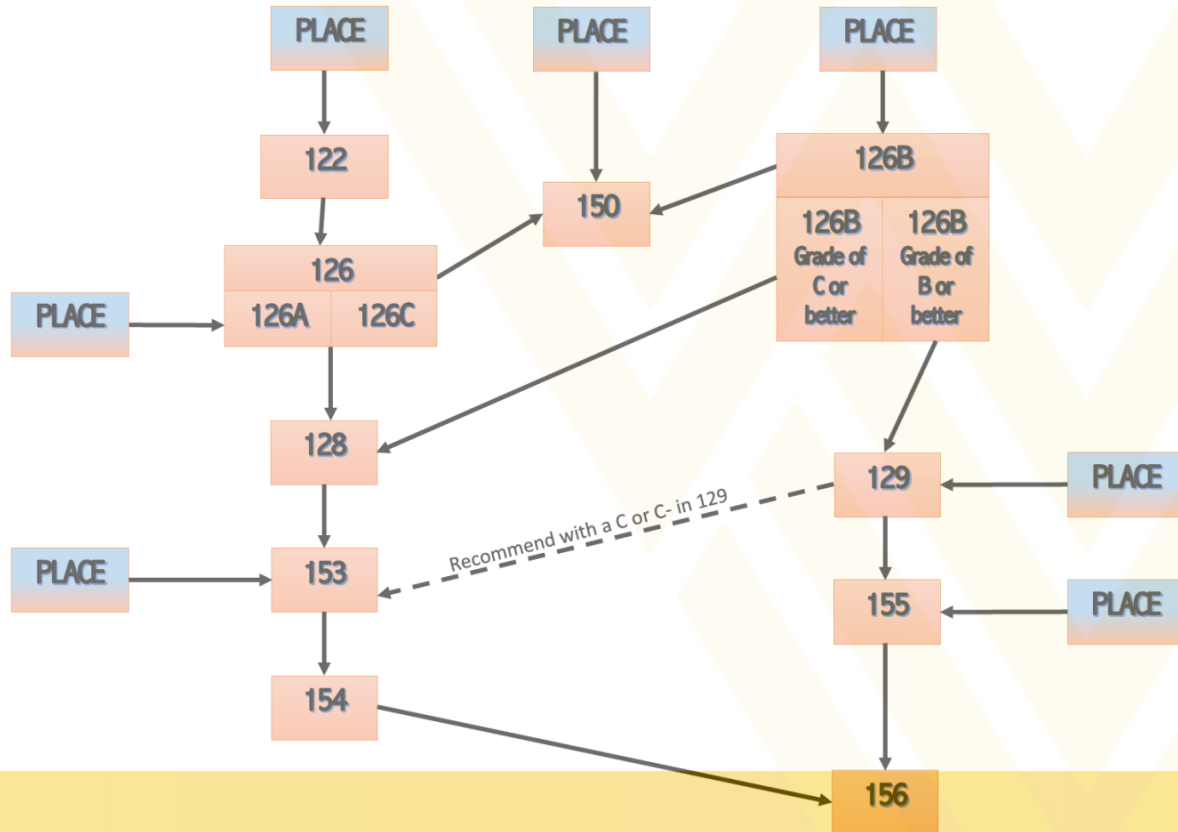 PLACE
PLACE
PLACE
122
126B
150
126B
Grade of
C or
better
126B
Grade of
B or
better
126
126A
126C
PLACE
128
129
PLACE
Recommend with a C or C- in 129
PLACE
153
155
PLACE
154
156